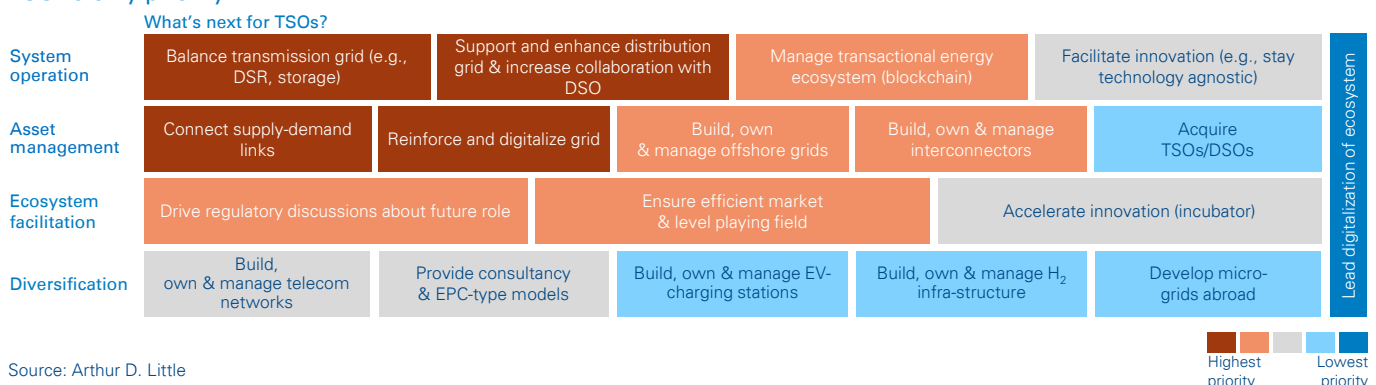 What's next for TSOs?
System
operation
Balance transmission grid (e.g.,
DSR, storage)
Support and enhance distribution
grid & increase collaboration with
DSO
Manage transactional energy
ecosystem (blockchain)
Facilitate innovation (e.g., stay
technology agnostic)
Asset
management
Connect supply-demand
links
Reinforce and digitalize grid
Build, own
& manage offshore grids
Build, own & manage
interconnectors
Acquire
TSOs/DSOs
Ecosystem
facilitation
Drive regulatory discussions about future role
Ensure efficient market
& level playing field
Accelerate innovation (incubator)
Diversification
Build,
own & manage telecom
networks
Provide consultancy
& EPC-type models
Build, own & manage EV-
charging stations
Build, own & manage H₂
infra-structure
Develop micro-
grids abroad
Lead digitalization of ecosystem
Highest
priority
Lowest
priority
Source: Arthur D. Little